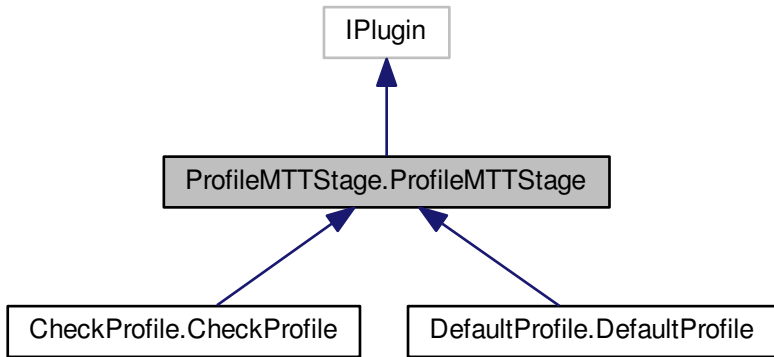 IPlugin
ProfileMTTStage.ProfileMTTStage
CheckProfile.CheckProfile
DefaultProfile.DefaultProfile